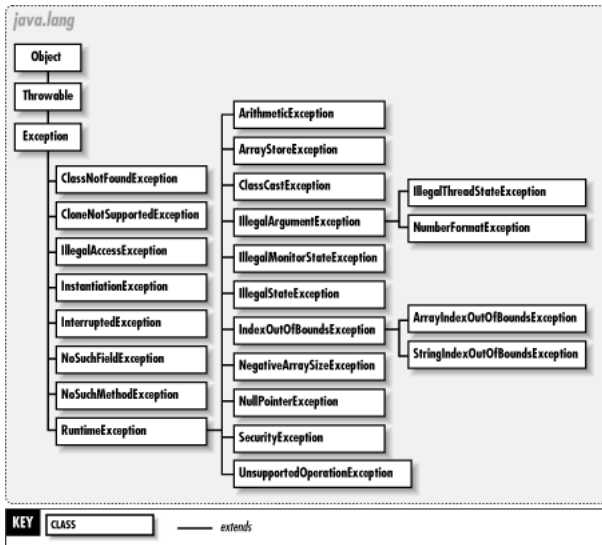 java.lang
Object
Throwable
Exception
ClassNotFoundException
CloneNotSupportedException
IllegalAccessException
InstantiationException
InterruptedException
NoSuchFieldException
NoSuchMethodException
RuntimeException
ArithmeticException
ArrayStoreException
ClassCastException
IllegalArgumentException
IllegalMonitorStateException
IllegalStateException
IndexOutOfBoundsException
NegativeArraySizeException
NullPointerException
SecurityException
UnsupportedOperationException
IllegalThreadStateException
NumberFormatException
ArrayIndexOutOfBoundsException
StringIndexOutOfBoundsException
KEY CLASS extends